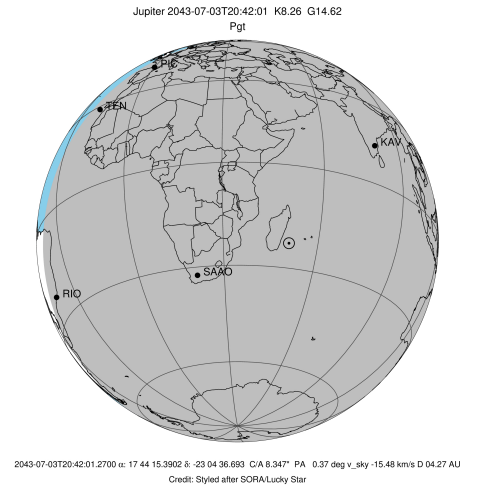 Jupiter 2043-07-03T20:42:01 K8.26 G14.62
Pgt
PIC
TEN
KAV
SAAO
RIO
2043-07-03T20:42:01.2700 α: 17 44 15.3902 δ: -23 04 36.693 C/A 8.347" PA 0.37 deg v_sky -15.48 km/s D 04.27 AU
Credit: Styled after SORA/Lucky Star